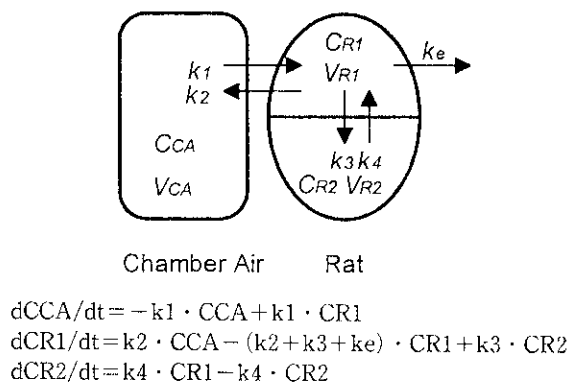 CR1
VR1
ke
k1
k2
CCA
VCA
k3 k4
CR2 VR2
Chamber Air Rat
dCCA/dt=−k1・CCA+k1・CR1
dCR1/dt=k2・CCA−(k2+k3+ke)・CR1+k3・CR2
dCR2/dt=k4・CR1−k4・CR2